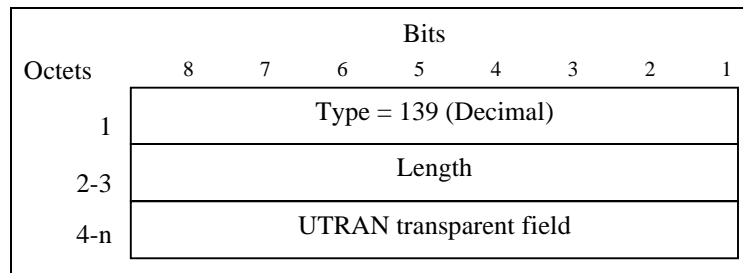 Bits
Octets 8 7 6 5 4 3 2 1
1 Type = 139 (Decimal)
2-3 Length
4-n UTRAN transparent field